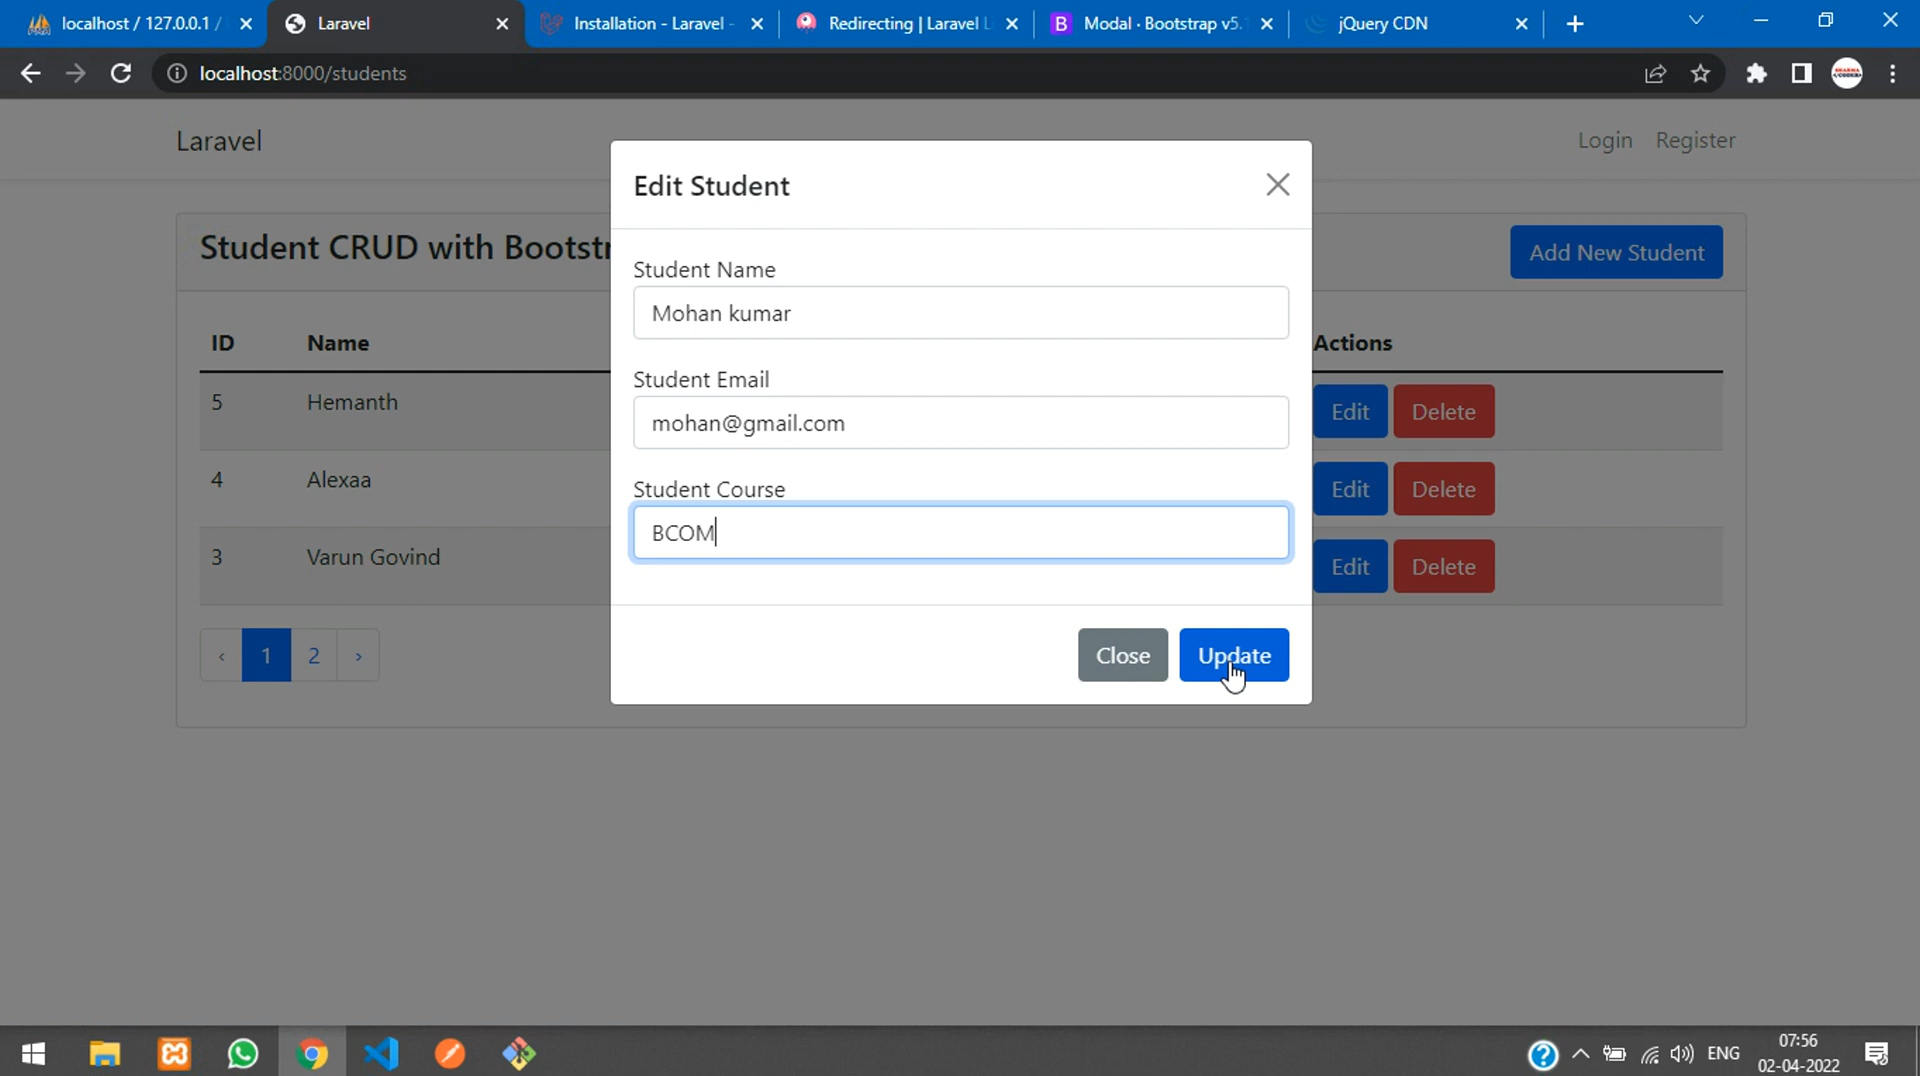 localhost / 127.0.0.1 /
Laravel
Installation - Laravel -
Redirecting | Laravel L
B Modal · Bootstrap v5.
jQuery CDN
localhost:8000/students
Laravel
Login Register
Edit Student
Student CRUD with Bootstr
Add New Student
Student Name
Mohan kumar
ID Name Actions
Student Email
5 Hemanth Edit Delete
mohan@gmail.com
4 Alexaa Edit Delete
Student Course
BCOM
3 Varun Govind Edit Delete
‹ 1 2 ›
Close Update
ENG
07:56
02-04-2022